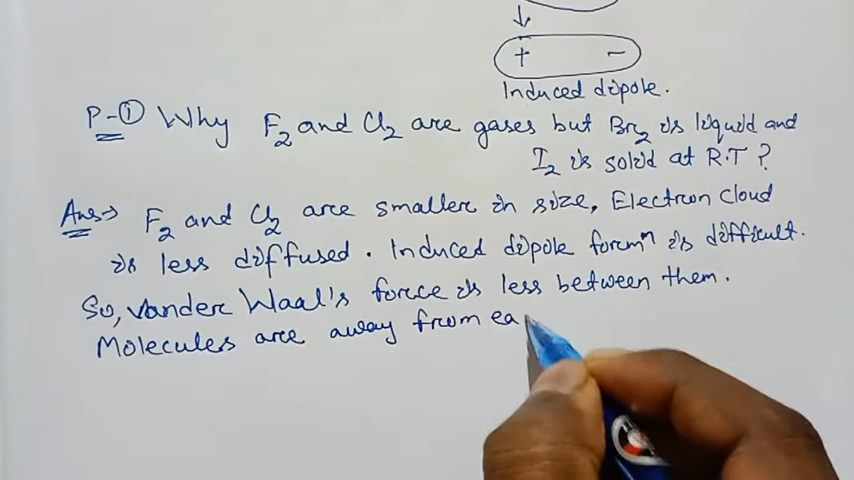 + -
Induced dipole.
P-① Why F₂ and Cl₂ are gases but Br₂ is liquid and
I₂ is solid at R.T ?
Ans→ F₂ and Cl₂ are smaller in size, Electron cloud
is less diffused. Induced dipole formⁿ is difficult.
So, Vander Waal's force is less between them.
Molecules are away from ea